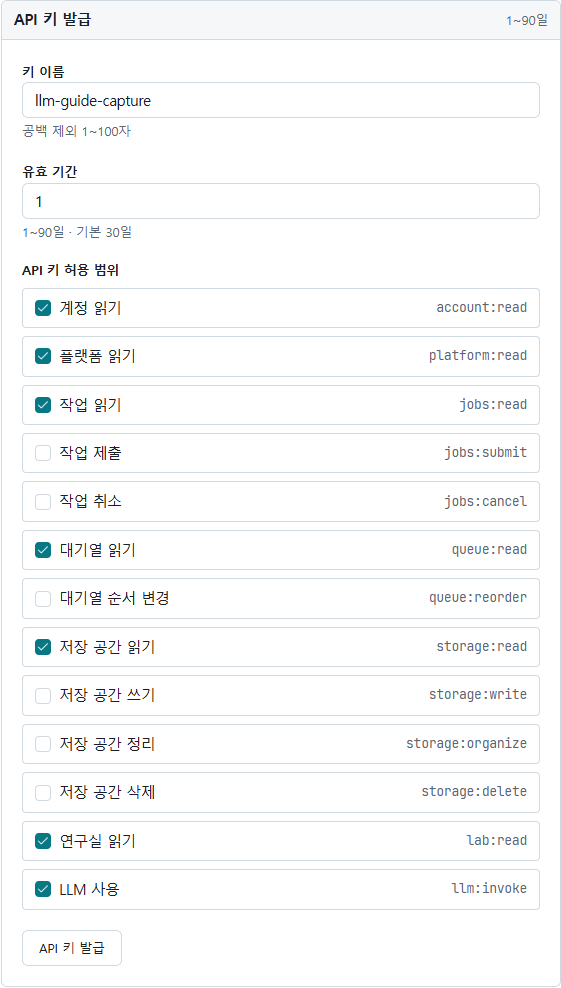 API 키 발급 1~90일
키 이름
llm-guide-capture
공백 제외 1~100자
유효 기간
1
1~90일 · 기본 30일
API 키 허용 범위
계정 읽기 account:read
플랫폼 읽기 platform:read
작업 읽기 jobs:read
작업 제출 jobs:submit
작업 취소 jobs:cancel
대기열 읽기 queue:read
대기열 순서 변경 queue:reorder
저장 공간 읽기 storage:read
저장 공간 쓰기 storage:write
저장 공간 정리 storage:organize
저장 공간 삭제 storage:delete
연구실 읽기 lab:read
LLM 사용 llm:invoke
API 키 발급